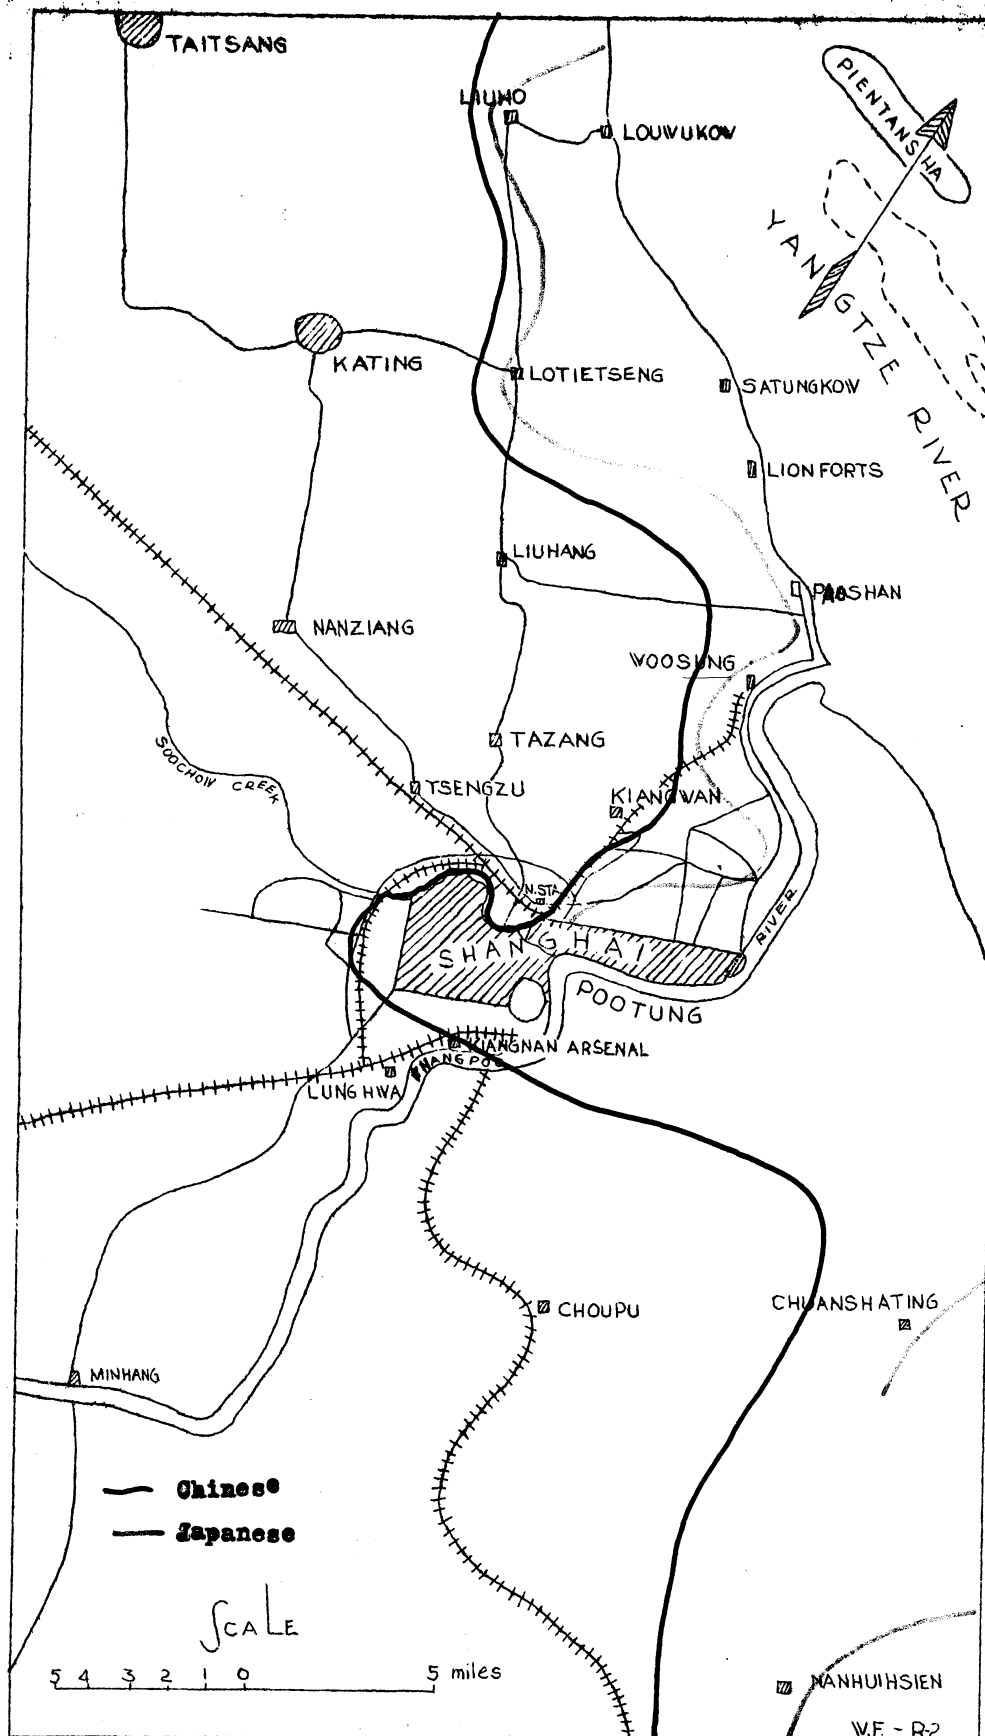 TAITSANG
PIENTANSHA
LIUHO
LOUWUKOW
YANGTZE RIVER
KATING
LOTIETSENG
SATUNGKOW
LION FORTS
LIUHANG
PAOSHAN
NANZIANG
WOOSUNG
TAZANG
SOOCHOW CREEK
TSENGZU
KIANGWAN
N.STA
SHANGHAI
RIVER
POOTUNG
KIANGNAN ARSENAL
WHANGPOO
LUNGHWA
CHOUPU
CHUANSHATING
MINHANG
Chinese
Japanese
SCALE
5 4 3 2 1 0 5 miles
NANHUIHSIEN
W.F. - R-2